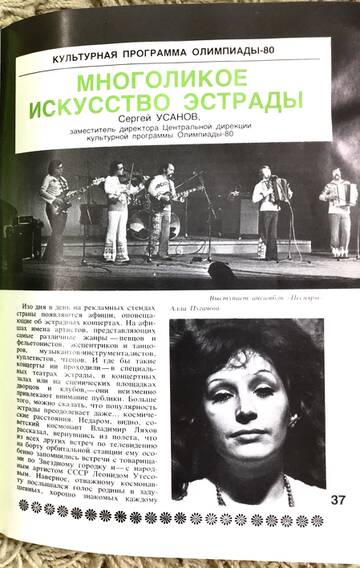 КУЛЬТУРНАЯ ПРОГРАММА ОЛИМПИАДЫ-80
МНОГОЛИКОЕ
ИСКУССТВО ЭСТРАДЫ
Сергей УСАНОВ,
заместитель директора Центральной дирекции
культурной программы Олимпиады-80
Выступает ансамбль «Песняры»
Алла Пугачева
Изо дня в день на рекламных стендах
страны появляются афиши, оповеща-
ющие об эстрадных концертах. На афи-
шах имена артистов, представляющих
самые различные жанры — певцов и
фельетонистов, эксцентриков и танцо-
ров, музыкантов-инструменталистов,
куплетистов, чтецов. И где бы такие
концерты ни проходили — в специаль-
ных театрах эстрады, в концертных
залах или на сценических площадках
дворцов и клубов,— они неизменно
привлекают внимание публики. Больше
того, можно сказать, что популярность
эстрады преодолевает даже... космиче-
ские расстояния. Недаром, видно, со-
ветский космонавт Владимир Ляхов
рассказал, вернувшись из полета, что
из всех других встреч по телевидению
на борту орбитальной станции ему осо-
бенно запомнились встречи с товарища-
ми по Звездному городку и — с народ-
ным артистом СССР Леонидом Утесо-
вым. Наверное, отважному космонав-
ту послышался голос родины в заду-
шевных, хорошо знакомых каждому
37